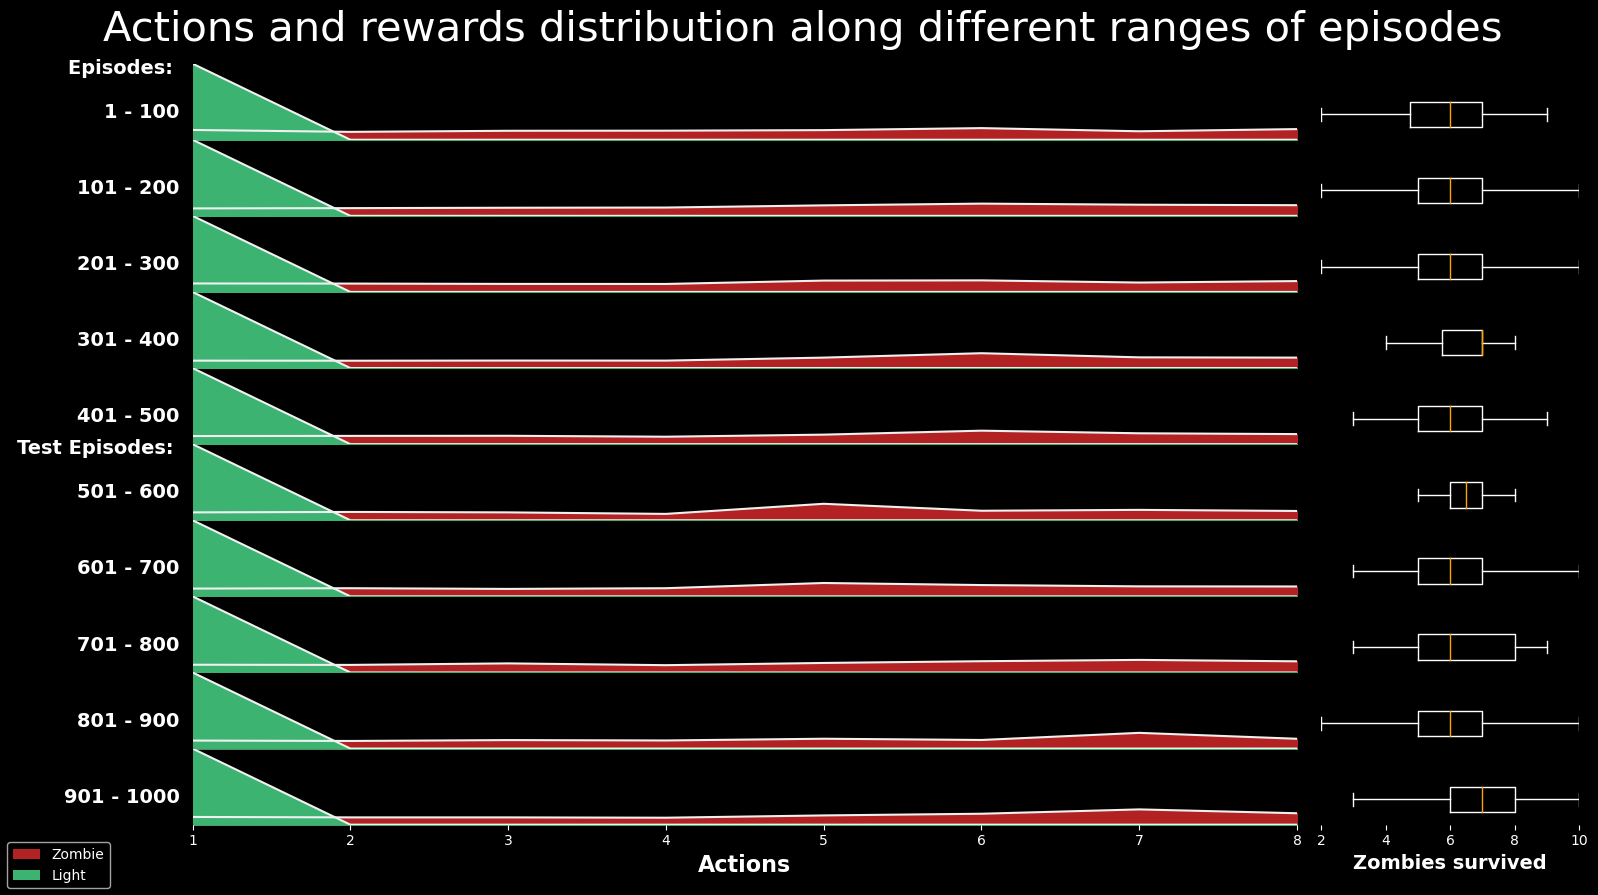 Actions and rewards distribution along different ranges of episodes
Episodes:
1 - 100
101 - 200
201 - 300
301 - 400
401 - 500
Test Episodes:
501 - 600
601 - 700
701 - 800
801 - 900
901 - 1000
1 2 3 4 5 6 7 8
2 4 6 8 10
Actions
Zombies survived
Zombie
Light